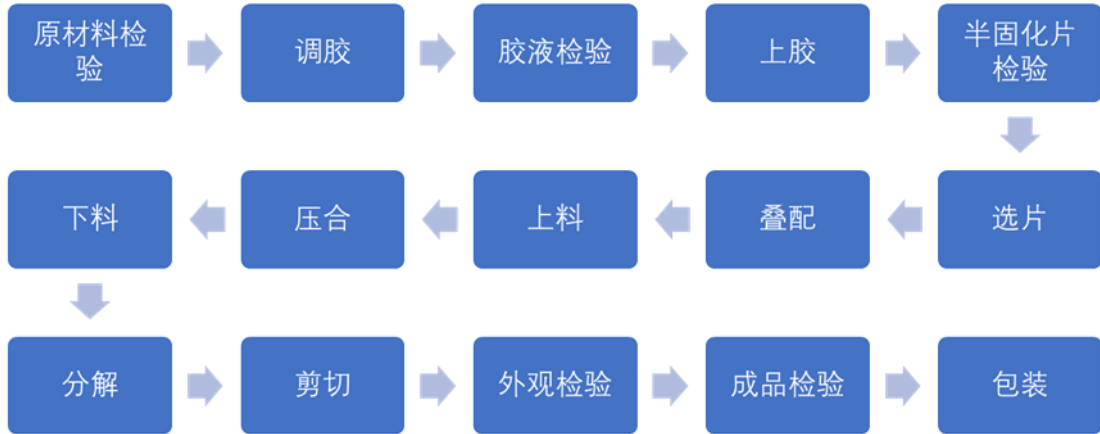 原材料检
验
调胶
胶液检验
上胶
半固化片
检验
下料
压合
上料
叠配
选片
分解
剪切
外观检验
成品检验
包装